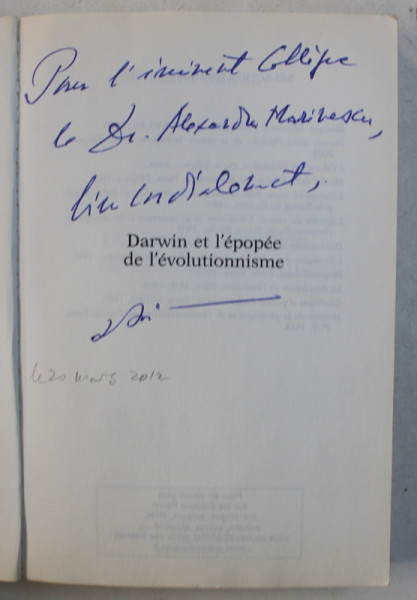 Pour l'éminent Collègue
le Dr. Alexandru Marinescu,
bien cordialement,
Darwin et l'épopée
de l'évolutionnisme
le 20 mars 2012